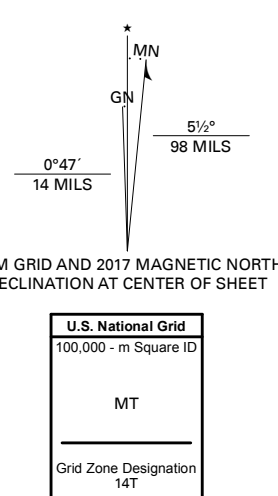 ★
MN
GN
5½°
98 MILS
0°47´
14 MILS
M GRID AND 2017 MAGNETIC NORTH
ECLINATION AT CENTER OF SHEET
U.S. National Grid
100,000 - m Square ID
MT
Grid Zone Designation
14T